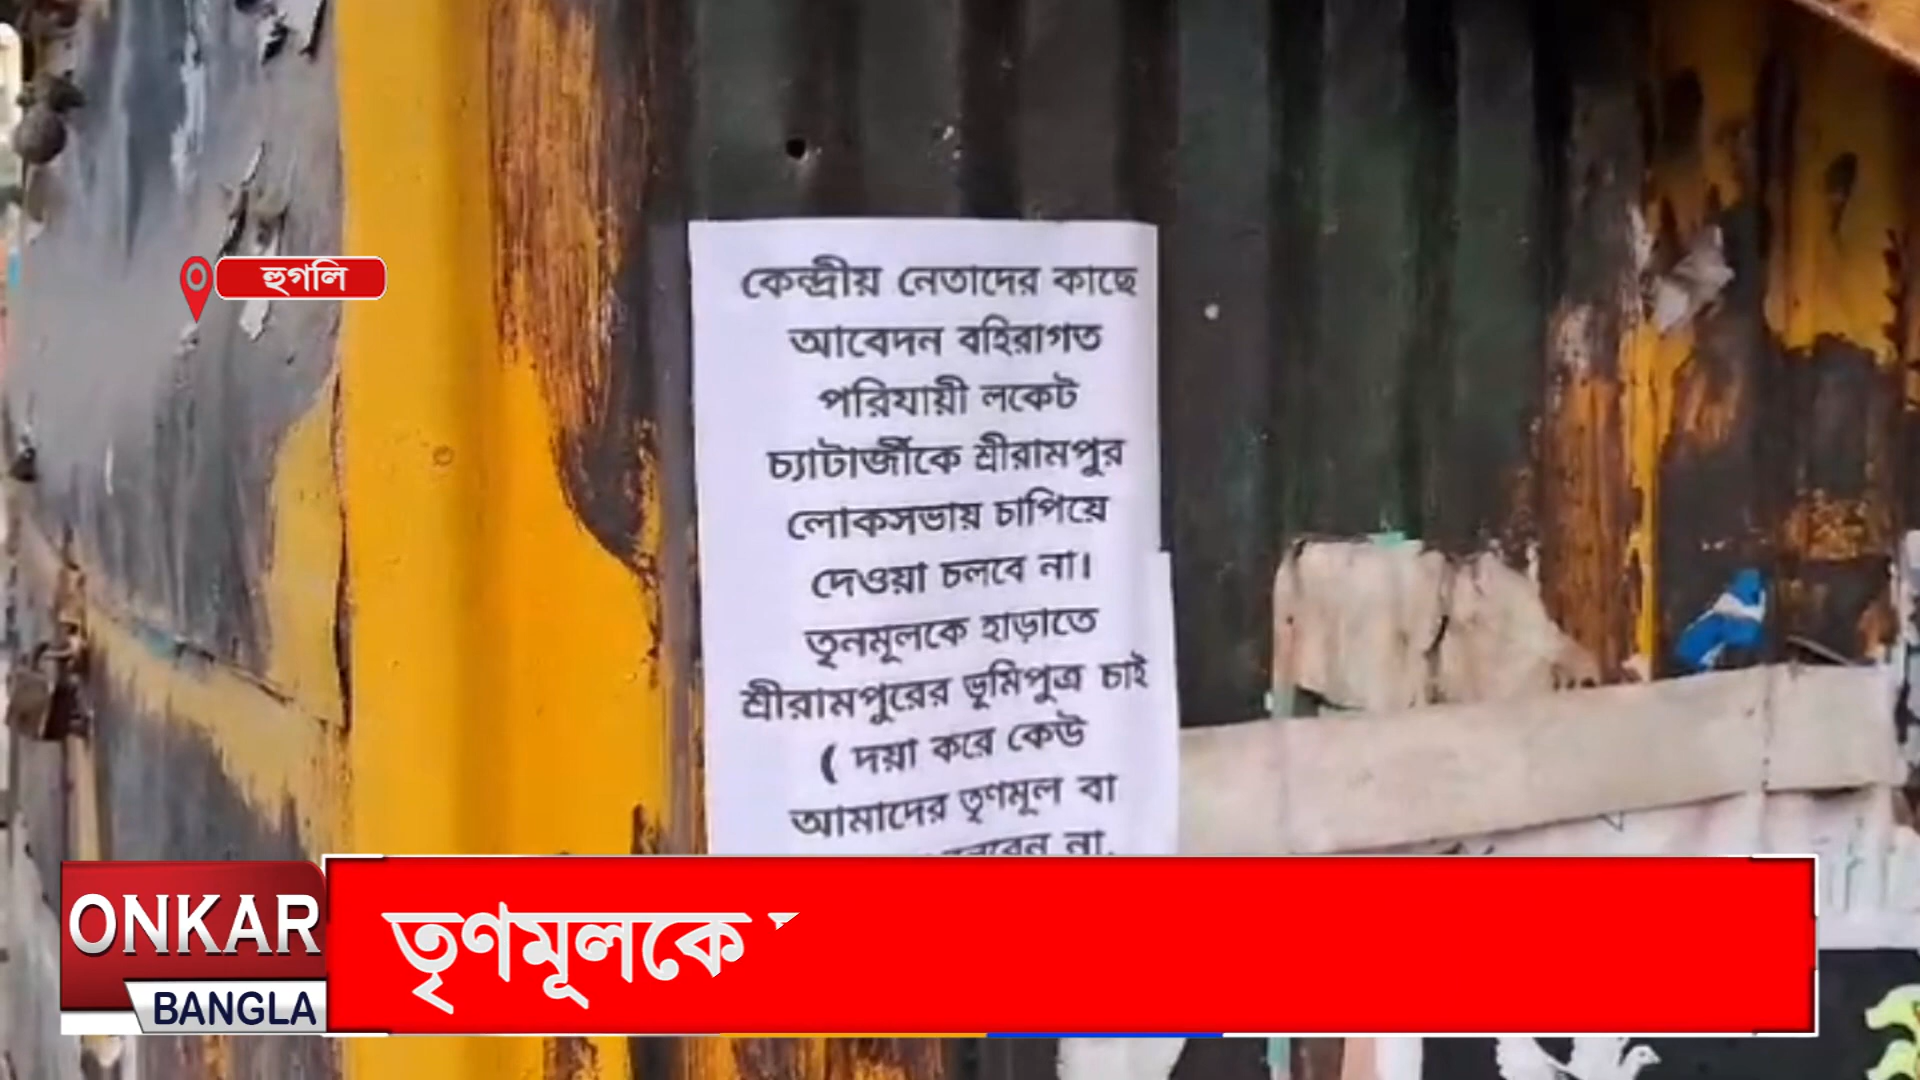 হুগলি
কেন্দ্রীয় নেতাদের কাছে
আবেদন বহিরাগত
পরিযায়ী লকেট
চ্যাটার্জীকে শ্রীরামপুর
লোকসভায় চাপিয়ে
দেওয়া চলবে না।
তৃনমূলকে হাড়াতে
শ্রীরামপুরের ভূমিপুত্র চাই
( দয়া করে কেউ
আমাদের তৃণমূল বা
না,
ONKAR
BANGLA
তৃণমূলকে